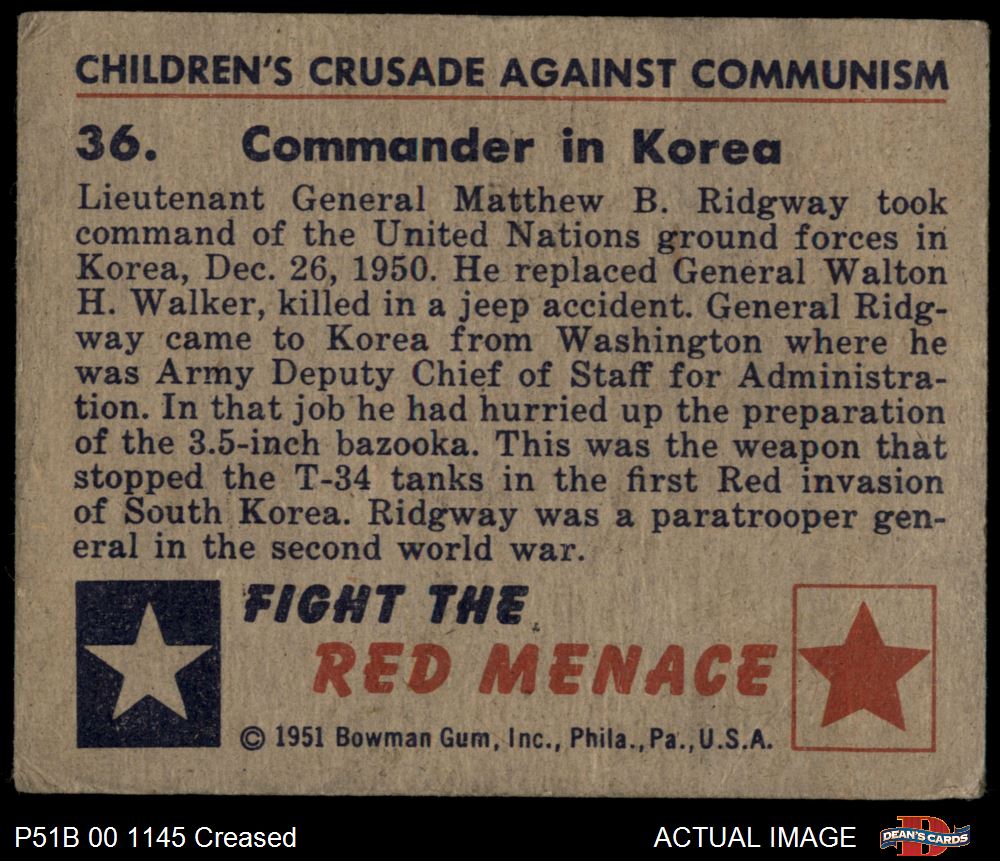 CHILDREN'S CRUSADE AGAINST COMMUNISM
36. Commander in Korea
Lieutenant General Matthew B. Ridgway took
command of the United Nations ground forces in
Korea, Dec. 26, 1950. He replaced General Walton
H. Walker, killed in a jeep accident. General Ridg-
way came to Korea from Washington where he
was Army Deputy Chief of Staff for Administra-
tion. In that job he had hurried up the preparation
of the 3.5-inch bazooka. This was the weapon that
stopped the T-34 tanks in the first Red invasion
of South Korea. Ridgway was a paratrooper gen-
eral in the second world war.
FIGHT THE
RED MENACE
© 1951 Bowman Gum, Inc., Phila., Pa., U.S.A.
P51B 00 1145 Creased
ACTUAL IMAGE
DEAN'S CARDS